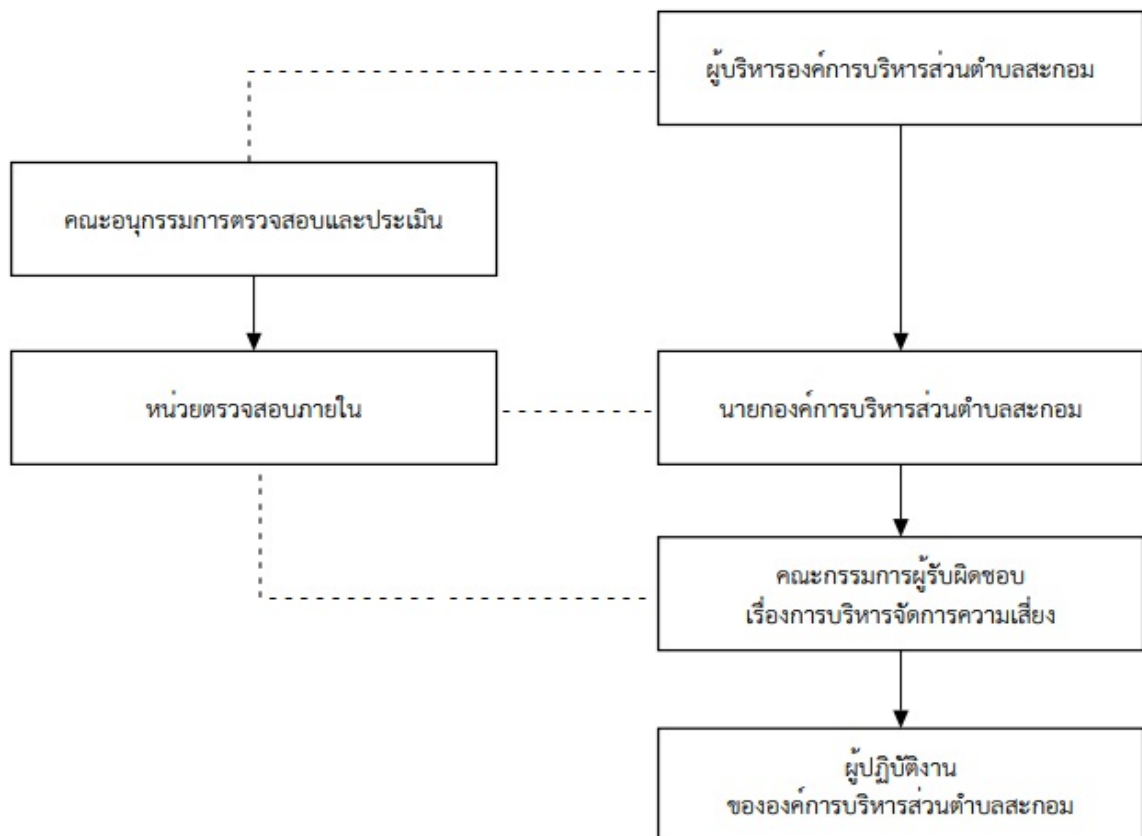 ผู้บริหารองค์การบริหารส่วนตำบลสะกอม
คณะอนุกรรมการตรวจสอบและประเมิน
หน่วยตรวจสอบภายใน
นายกองค์การบริหารส่วนตำบลสะกอม
คณะกรรมการผู้รับผิดชอบ
เรื่องการบริหารจัดการความเสี่ยง
ผู้ปฏิบัติงาน
ขององค์การบริหารส่วนตำบลสะกอม